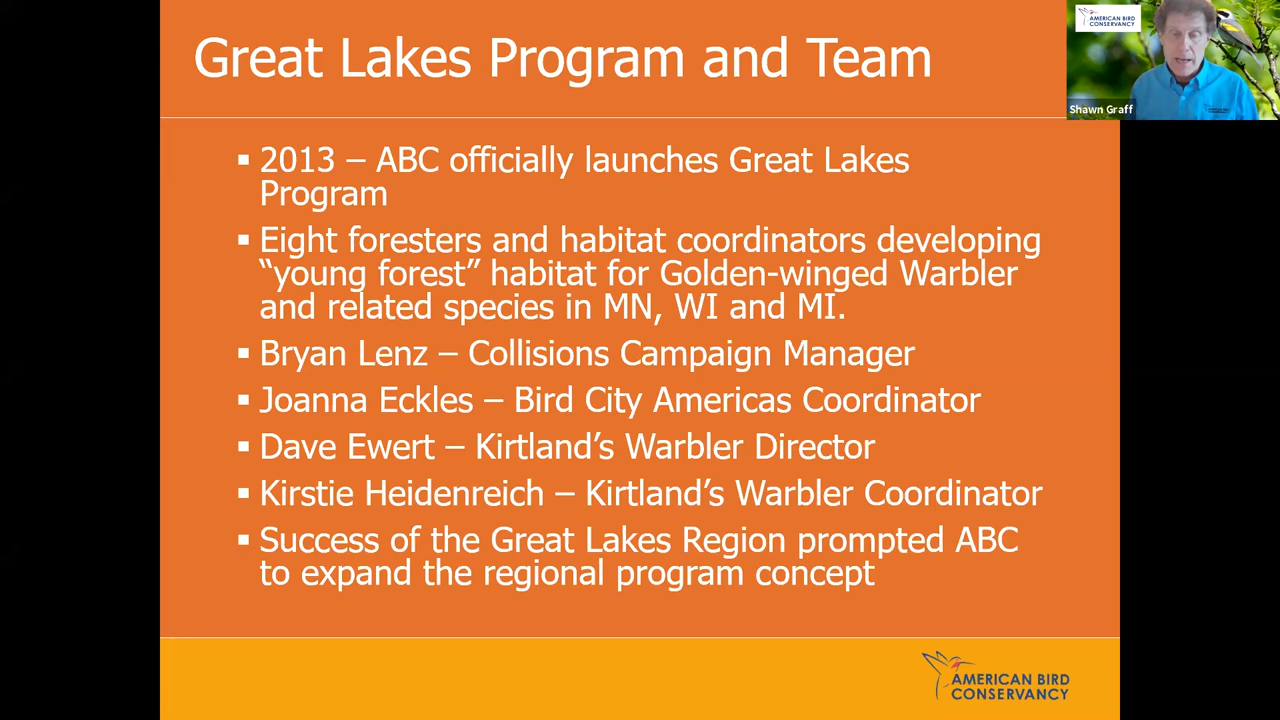 Great Lakes Program and Team
AMERICAN BIRD
CONSERVANCY
Shawn Graff
▪ 2013 – ABC officially launches Great Lakes
Program
▪ Eight foresters and habitat coordinators developing
“young forest” habitat for Golden-winged Warbler
and related species in MN, WI and MI.
▪ Bryan Lenz – Collisions Campaign Manager
▪ Joanna Eckles – Bird City Americas Coordinator
▪ Dave Ewert – Kirtland’s Warbler Director
▪ Kirstie Heidenreich – Kirtland’s Warbler Coordinator
▪ Success of the Great Lakes Region prompted ABC
to expand the regional program concept
AMERICAN BIRD
CONSERVANCY